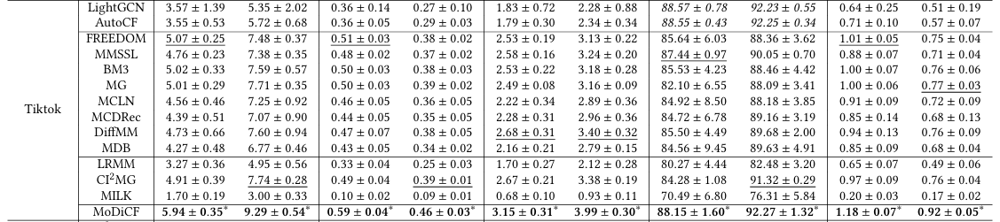 LightGCN 3.57 ± 1.39 5.35 ± 2.02 0.36 ± 0.14 0.27 ± 0.10 1.83 ± 0.72 2.28 ± 0.88 88.57 ± 0.78 92.23 ± 0.55 0.64 ± 0.25 0.51 ± 0.19
AutoCF 3.55 ± 0.53 5.72 ± 0.68 0.36 ± 0.05 0.29 ± 0.03 1.79 ± 0.30 2.34 ± 0.34 88.55 ± 0.43 92.25 ± 0.34 0.71 ± 0.10 0.57 ± 0.07
FREEDOM 5.07 ± 0.25 7.48 ± 0.37 0.51 ± 0.03 0.38 ± 0.02 2.53 ± 0.19 3.13 ± 0.22 85.64 ± 6.03 88.36 ± 3.62 1.01 ± 0.05 0.75 ± 0.04
MMSSL 4.76 ± 0.23 7.38 ± 0.35 0.48 ± 0.02 0.37 ± 0.02 2.58 ± 0.16 3.24 ± 0.20 87.44 ± 0.97 90.05 ± 0.70 0.88 ± 0.07 0.71 ± 0.04
BM3 5.02 ± 0.33 7.59 ± 0.57 0.50 ± 0.03 0.38 ± 0.03 2.53 ± 0.22 3.18 ± 0.28 85.53 ± 4.23 88.46 ± 4.42 1.00 ± 0.07 0.76 ± 0.06
MG 5.01 ± 0.29 7.71 ± 0.35 0.50 ± 0.03 0.39 ± 0.02 2.49 ± 0.08 3.16 ± 0.09 82.10 ± 6.55 88.09 ± 3.41 1.00 ± 0.06 0.77 ± 0.03
Tiktok MCLN 4.56 ± 0.46 7.25 ± 0.92 0.46 ± 0.05 0.36 ± 0.05 2.22 ± 0.34 2.89 ± 0.36 84.92 ± 8.50 88.18 ± 3.85 0.91 ± 0.09 0.72 ± 0.09
MCDRec 4.39 ± 0.51 7.07 ± 0.90 0.44 ± 0.05 0.35 ± 0.05 2.28 ± 0.31 2.96 ± 0.36 84.72 ± 6.78 89.16 ± 3.19 0.85 ± 0.14 0.68 ± 0.13
DiffMM 4.73 ± 0.66 7.60 ± 0.94 0.47 ± 0.07 0.38 ± 0.05 2.68 ± 0.31 3.40 ± 0.32 85.50 ± 4.49 89.68 ± 2.00 0.94 ± 0.13 0.76 ± 0.09
MDB 4.27 ± 0.48 6.77 ± 0.46 0.43 ± 0.05 0.34 ± 0.02 2.16 ± 0.21 2.79 ± 0.15 84.56 ± 9.45 89.63 ± 4.91 0.85 ± 0.09 0.68 ± 0.04
LRMM 3.27 ± 0.36 4.95 ± 0.56 0.33 ± 0.04 0.25 ± 0.03 1.70 ± 0.27 2.12 ± 0.28 80.27 ± 4.44 82.48 ± 3.20 0.65 ± 0.07 0.49 ± 0.06
CI²MG 4.91 ± 0.39 7.74 ± 0.28 0.49 ± 0.04 0.39 ± 0.01 2.67 ± 0.21 3.38 ± 0.19 84.28 ± 1.08 91.32 ± 0.29 0.97 ± 0.09 0.76 ± 0.04
MILK 1.70 ± 0.19 3.00 ± 0.33 0.10 ± 0.02 0.09 ± 0.01 0.68 ± 0.10 0.93 ± 0.11 70.49 ± 6.80 76.31 ± 5.84 0.20 ± 0.03 0.17 ± 0.02
MoDiCF 5.94 ± 0.35* 9.29 ± 0.54* 0.59 ± 0.04* 0.46 ± 0.03* 3.15 ± 0.31* 3.99 ± 0.30* 88.15 ± 1.60* 92.27 ± 1.32* 1.18 ± 0.07* 0.92 ± 0.05*